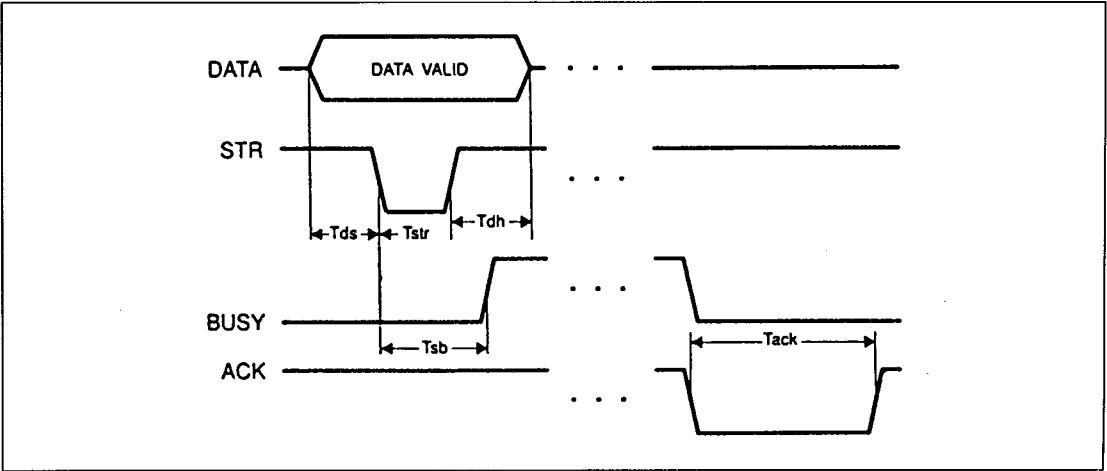 DATA
DATA VALID
STR
Tds
Tstr
Tdh
BUSY
Tsb
Tack
ACK